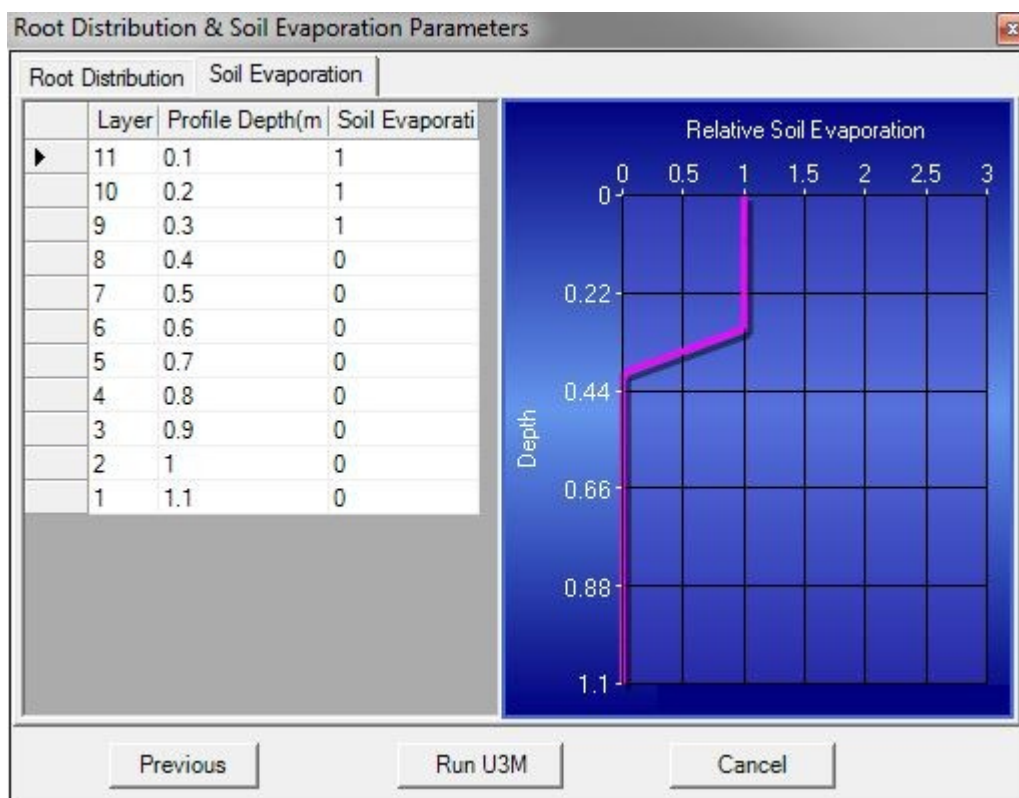 Root Distribution & Soil Evaporation Parameters
Root Distribution Soil Evaporation
Layer Profile Depth(m Soil Evaporati
11 0.1 1
10 0.2 1
9 0.3 1
8 0.4 0
7 0.5 0
6 0.6 0
5 0.7 0
4 0.8 0
3 0.9 0
2 1 0
1 1.1 0
Relative Soil Evaporation
0 0.5 1 1.5 2 2.5 3
0
0.22
0.44
0.66
0.88
1.1
Depth
Previous Run U3M Cancel